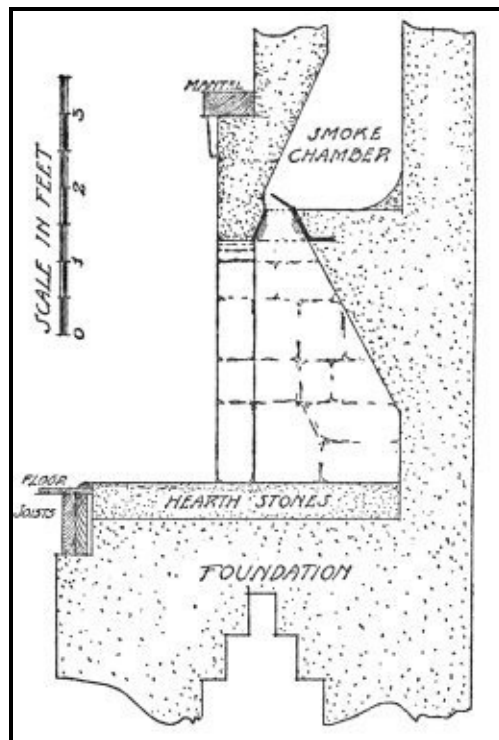 MANTEL
SMOKE
CHAMBER
SCALE IN FEET
3
2
1
0
FLOOR
JOISTS
HEARTH STONES
FOUNDATION